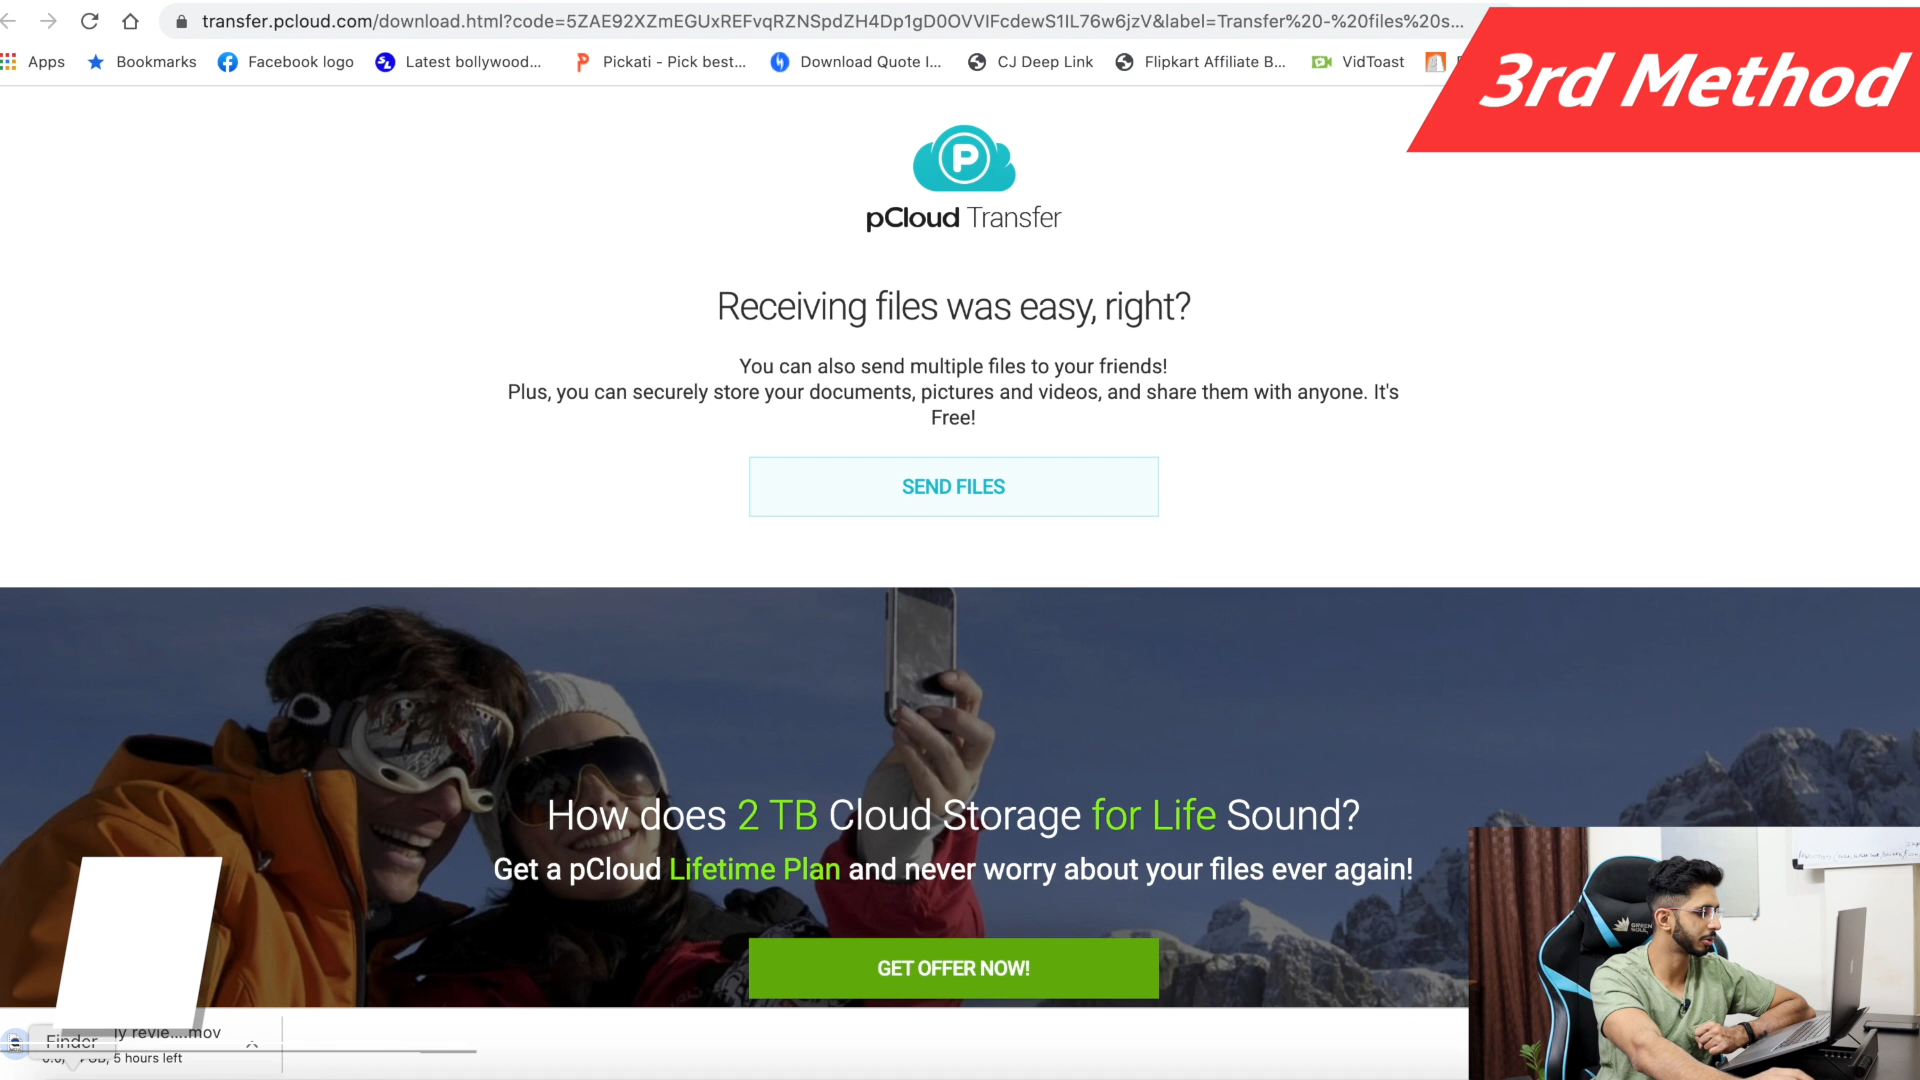 transfer.pcloud.com/download.html?code=5ZAE92XZmEGUxREFvqRZNSpdZH4Dp1gD0OVVIFcdewS1IL76w6jzV&label=Transfer%20-%20files%20s...
3rd Method
Apps Bookmarks Facebook logo Latest bollywood... Pickati - Pick best... Download Quote I... CJ Deep Link Flipkart Affiliate B... VidToast
pCloud Transfer
Receiving files was easy, right?
You can also send multiple files to your friends!
Plus, you can securely store your documents, pictures and videos, and share them with anyone. It's
Free!
SEND FILES
How does 2 TB Cloud Storage for Life Sound?
Get a pCloud Lifetime Plan and never worry about your files ever again!
GET OFFER NOW!
Finder
revie....mov
5 hours left
GREEN SOUL